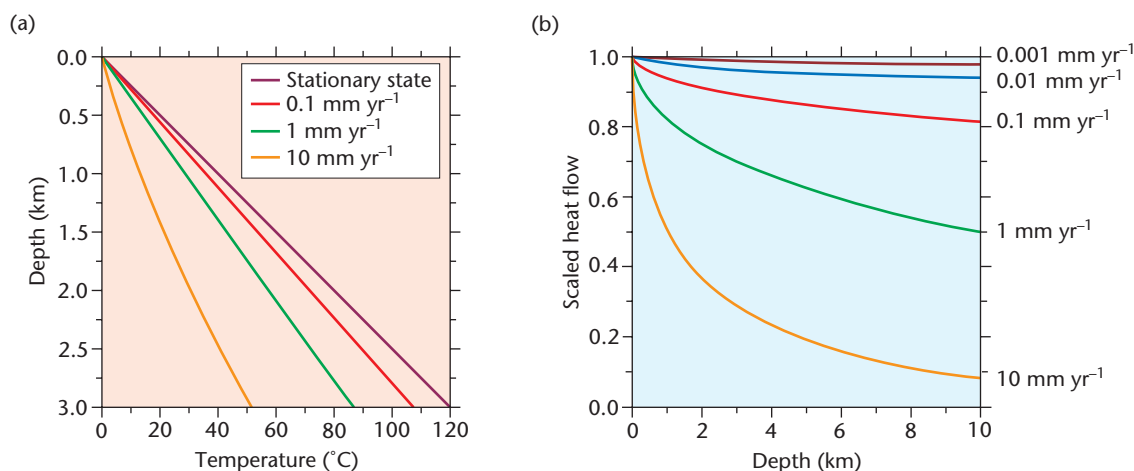 (a)
0.0
0.5
1.0
1.5
2.0
2.5
3.0
Depth (km)
Stationary state
0.1 mm yr⁻¹
1 mm yr⁻¹
10 mm yr⁻¹
0 20 40 60 80 100 120
Temperature (˚C)
(b)
1.0
0.8
0.6
0.4
0.2
0.0
Scaled heat flow
0.001 mm yr⁻¹
0.01 mm yr⁻¹
0.1 mm yr⁻¹
1 mm yr⁻¹
10 mm yr⁻¹
0 2 4 6 8 10
Depth (km)